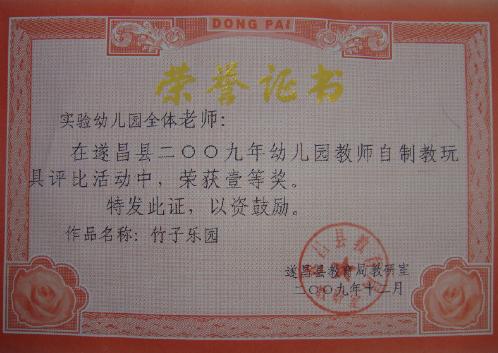 DONG PAI
荣誉证书
实验幼儿园全体老师：
在遂昌县二〇〇九年幼儿园教师自制教玩
具评比活动中，荣获壹等奖。
特发此证，以资鼓励。
作品名称：竹子乐园
遂昌县教育局教研室
二〇〇九年十二月